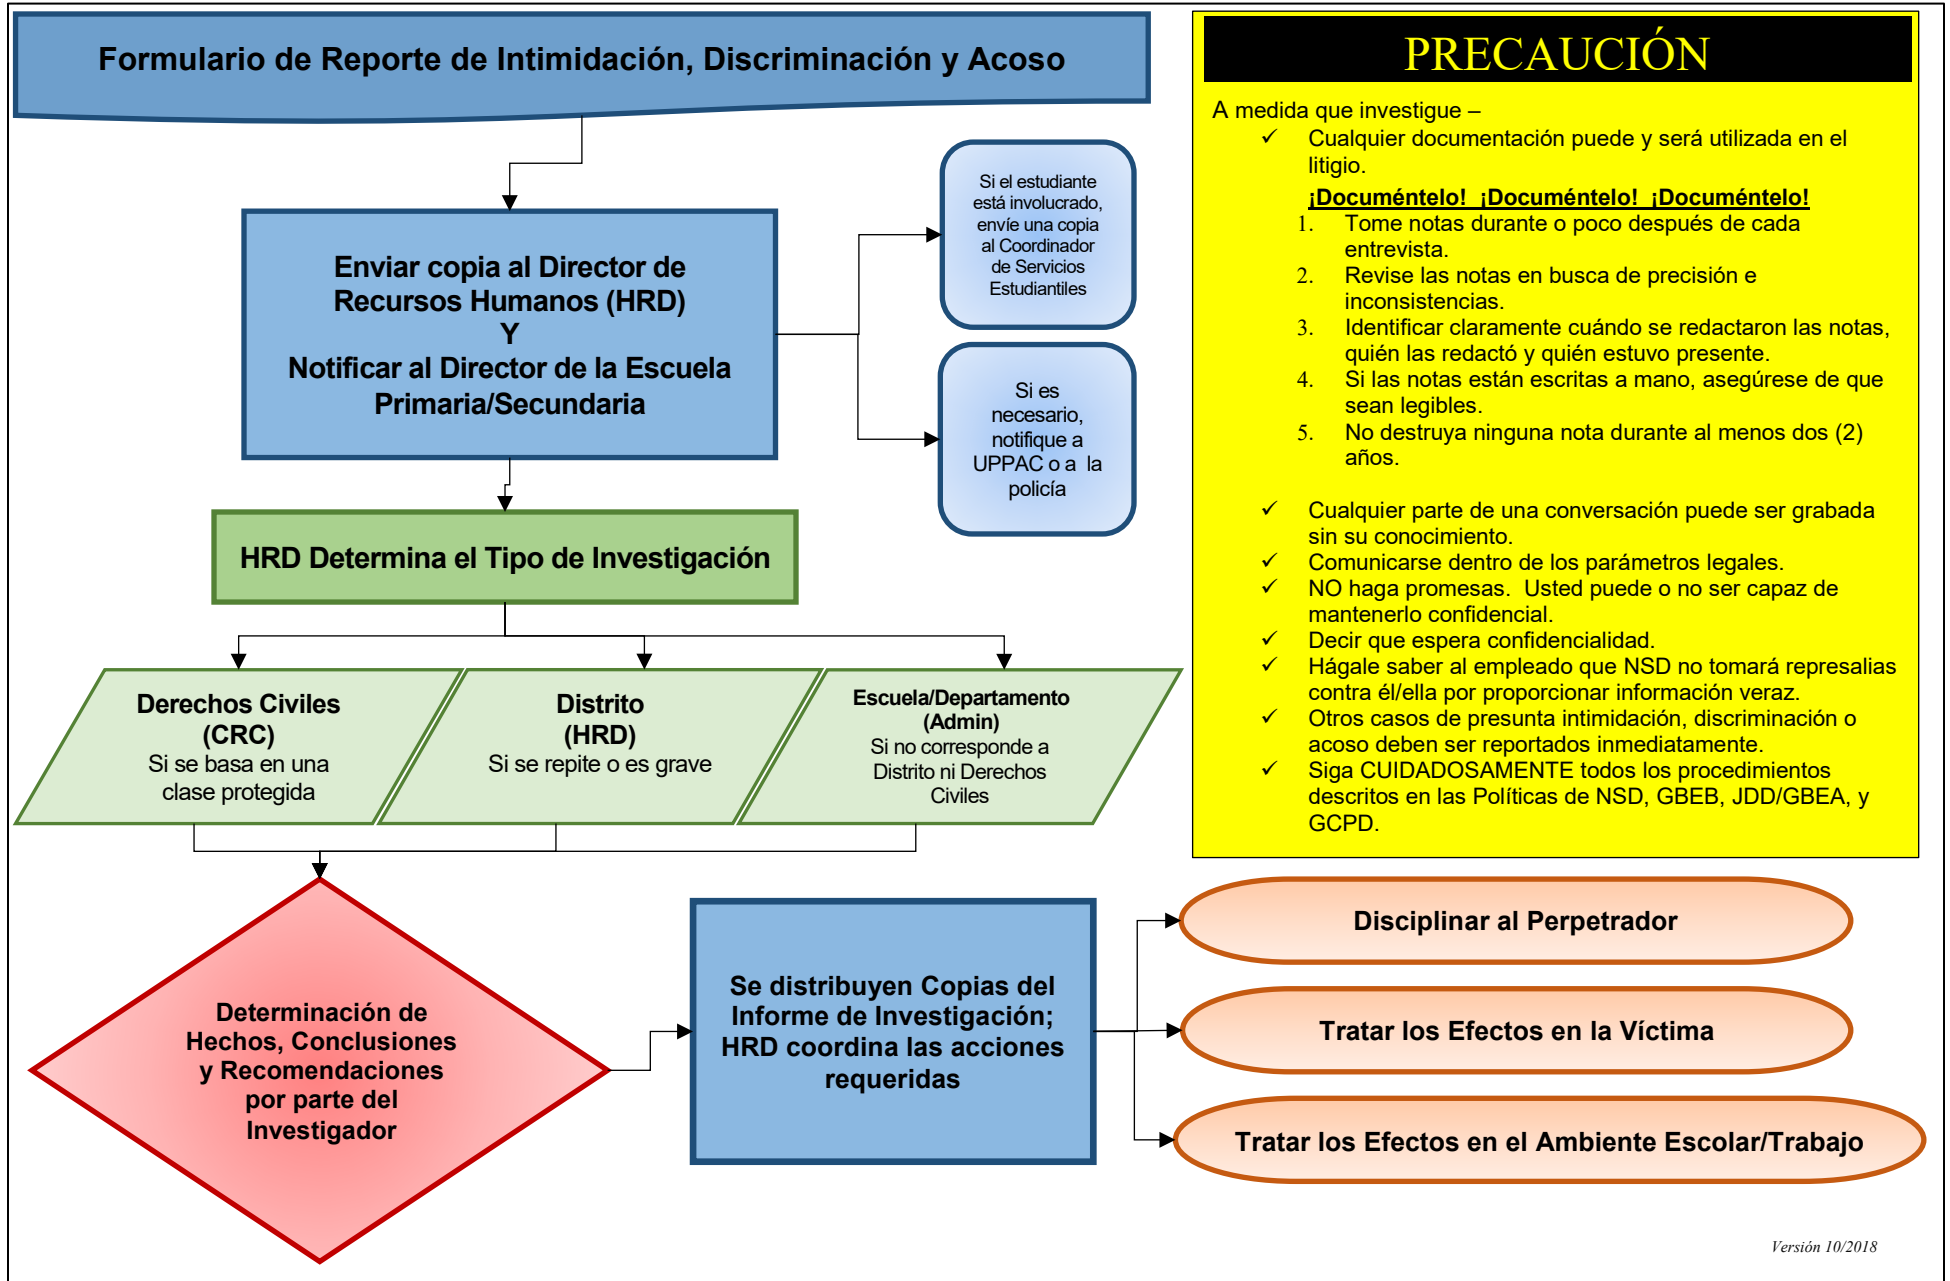 Formulario de Reporte de Intimidación, Discriminación y Acoso
Enviar copia al Director de
Recursos Humanos (HRD)
Y
Notificar al Director de la Escuela
Primaria/Secundaria
Si el estudiante
está involucrado,
envíe una copia
al Coordinador
de Servicios
Estudiantiles
Si es
necesario,
notifique a
UPPAC o a  la
policía
HRD Determina el Tipo de Investigación
Derechos Civiles
(CRC)
Si se basa en una
clase protegida
Distrito
(HRD)
Si se repite o es grave
Escuela/Departamento
(Admin)
Si no corresponde a
Distrito ni Derechos
Civiles
Determinación de
Hechos, Conclusiones
y Recomendaciones
por parte del
Investigador
Se distribuyen Copias del
Informe de Investigación;
HRD coordina las acciones
requeridas
Disciplinar al Perpetrador
Tratar los Efectos en la Víctima
Tratar los Efectos en el Ambiente Escolar/Trabajo
PRECAUCIÓN
A medida que investigue –
✓ Cualquier documentación puede y será utilizada en el
litigio.
¡Documéntelo!  ¡Documéntelo!  ¡Documéntelo!
1. Tome notas durante o poco después de cada
entrevista.
2. Revise las notas en busca de precisión e
inconsistencias.
3. Identificar claramente cuándo se redactaron las notas,
quién las redactó y quién estuvo presente.
4. Si las notas están escritas a mano, asegúrese de que
sean legibles.
5. No destruya ninguna nota durante al menos dos (2)
años.
✓ Cualquier parte de una conversación puede ser grabada
sin su conocimiento.
✓ Comunicarse dentro de los parámetros legales.
✓ NO haga promesas.  Usted puede o no ser capaz de
mantenerlo confidencial.
✓ Decir que espera confidencialidad.
✓ Hágale saber al empleado que NSD no tomará represalias
contra él/ella por proporcionar información veraz.
✓ Otros casos de presunta intimidación, discriminación o
acoso deben ser reportados inmediatamente.
✓ Siga CUIDADOSAMENTE todos los procedimientos
descritos en las Políticas de NSD, GBEB, JDD/GBEA, y
GCPD.
Versión 10/2018